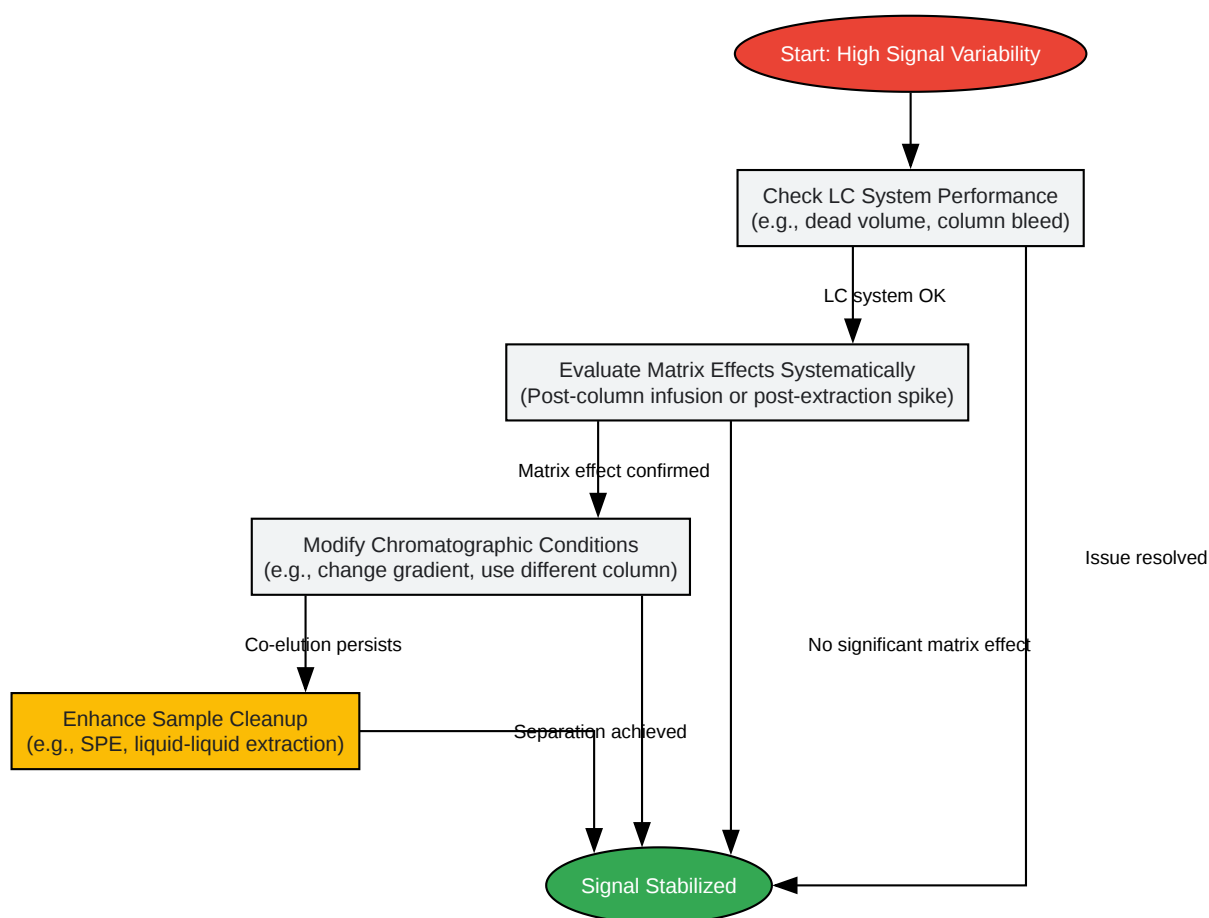 Start: High Signal Variability
Check LC System Performance
(e.g., dead volume, column bleed)
LC system OK
Evaluate Matrix Effects Systematically
(Post-column infusion or post-extraction spike)
Matrix effect confirmed
Modify Chromatographic Conditions
(e.g., change gradient, use different column)
Issue resolved
Co-elution persists
No significant matrix effect
Enhance Sample Cleanup
(e.g., SPE, liquid-liquid extraction)
Separation achieved
Signal Stabilized